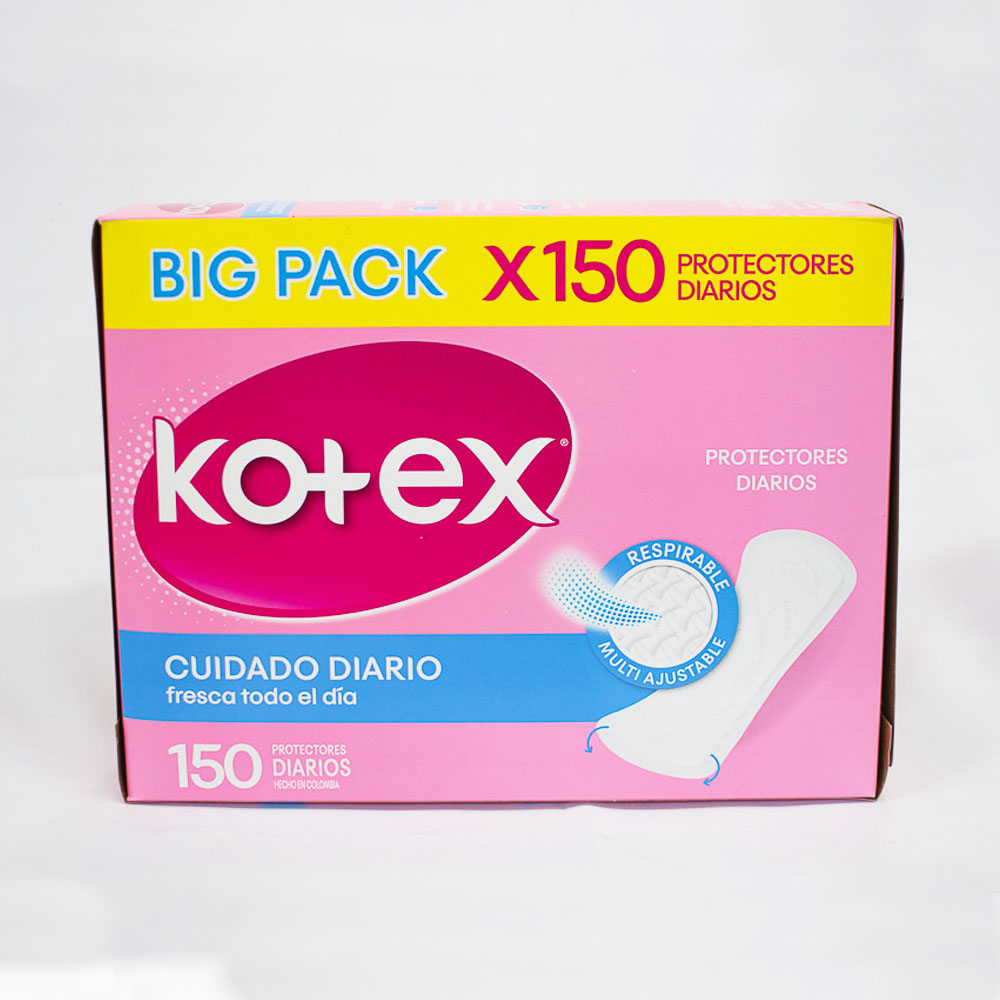 kotex
BIG PACK X150 PROTECTORES
DIARIOS
kotex®
PROTECTORES
DIARIOS
RESPIRABLE
MULTI AJUSTABLE
CUIDADO DIARIO
fresca todo el día
150 PROTECTORES
DIARIOS
HECHO EN COLOMBIA